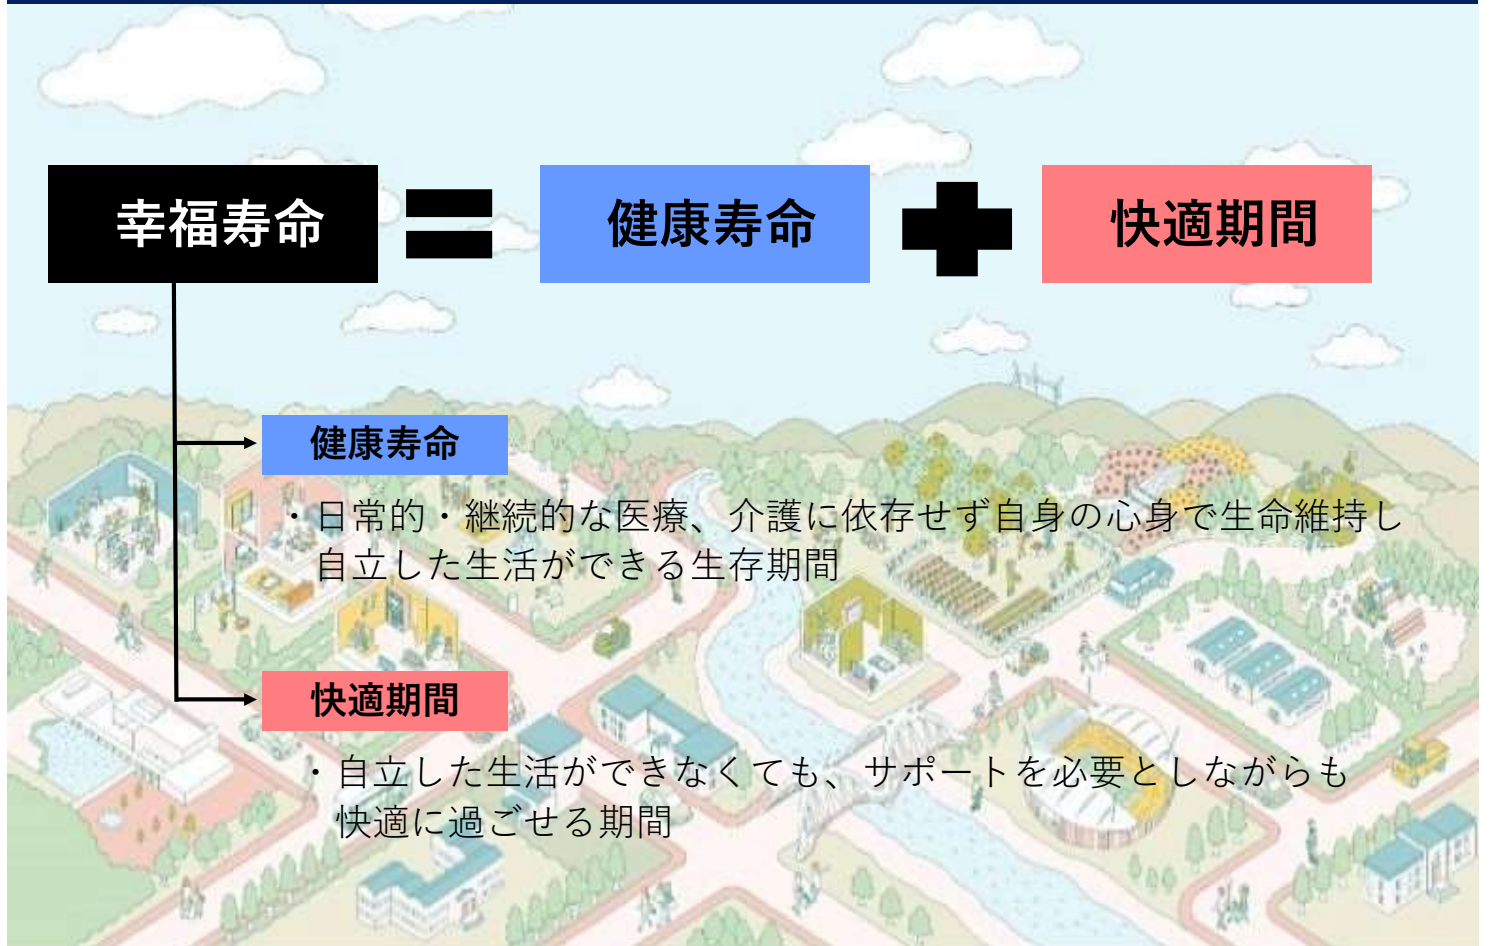 幸福寿命
健康寿命
快適期間
健康寿命
・日常的・継続的な医療、介護に依存せず自身の心身で生命維持し
自立した生活ができる生存期間
快適期間
・自立した生活ができなくても、サポートを必要としながらも
快適に過ごせる期間